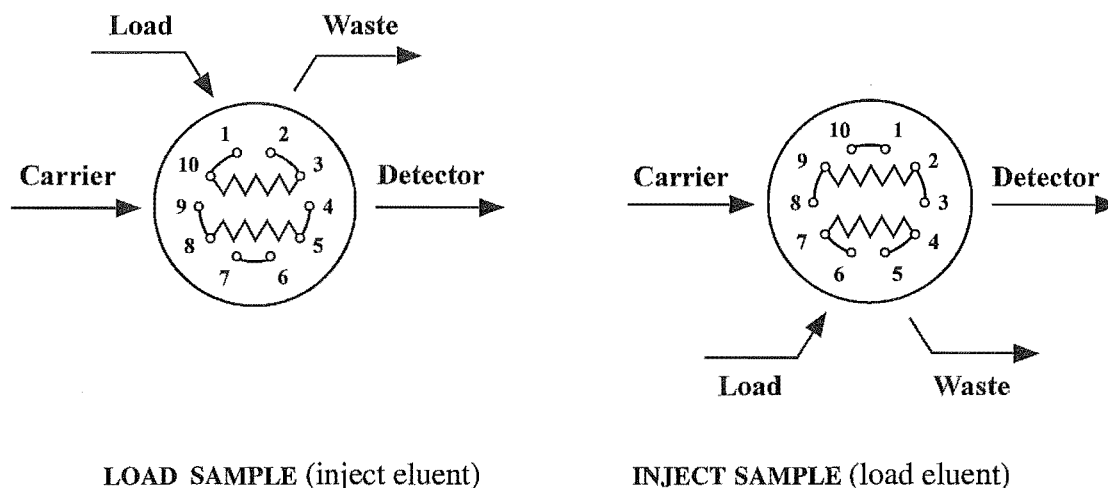 Load
Waste
1 2
10 3
Carrier
Detector
9 4
8 5
7 6
LOAD SAMPLE (inject eluent)
10 1
9 2
Carrier
Detector
8 3
7 4
6 5
Load
Waste
INJECT SAMPLE (load eluent)